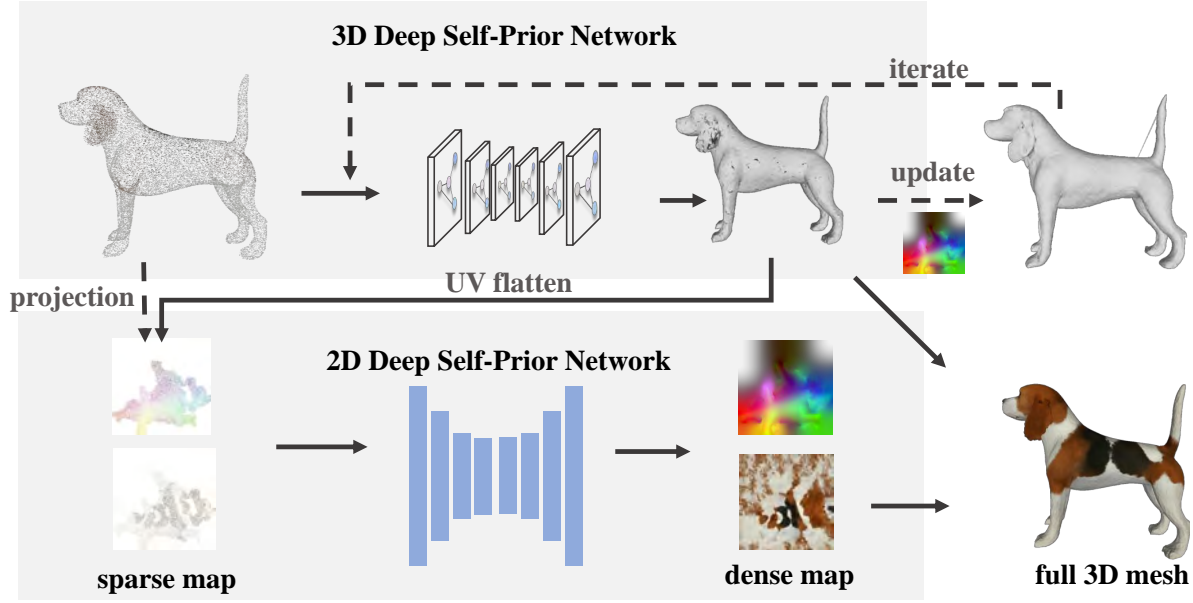 3D Deep Self-Prior Network
iterate
update
UV flatten
projection
2D Deep Self-Prior Network
sparse map
dense map
full 3D mesh